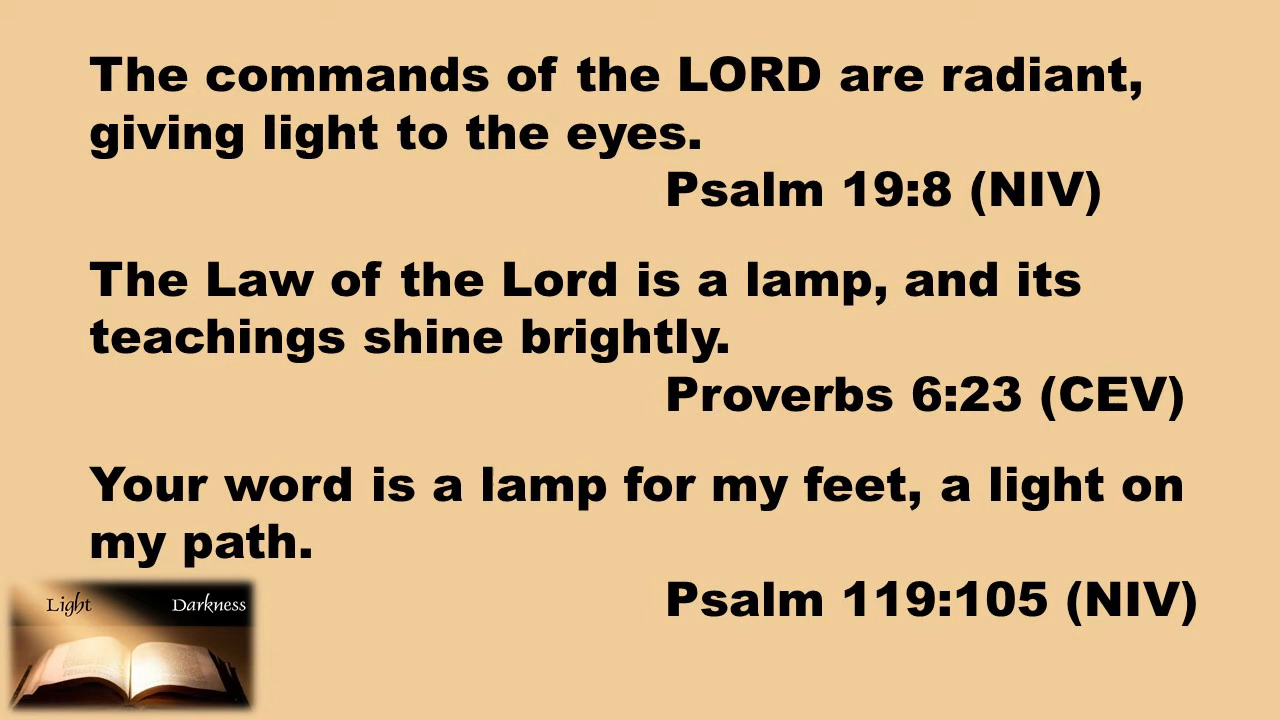 The commands of the LORD are radiant,
giving light to the eyes.
Psalm 19:8 (NIV)
The Law of the Lord is a lamp, and its
teachings shine brightly.
Proverbs 6:23 (CEV)
Your word is a lamp for my feet, a light on
my path.
Psalm 119:105 (NIV)
Light Darkness